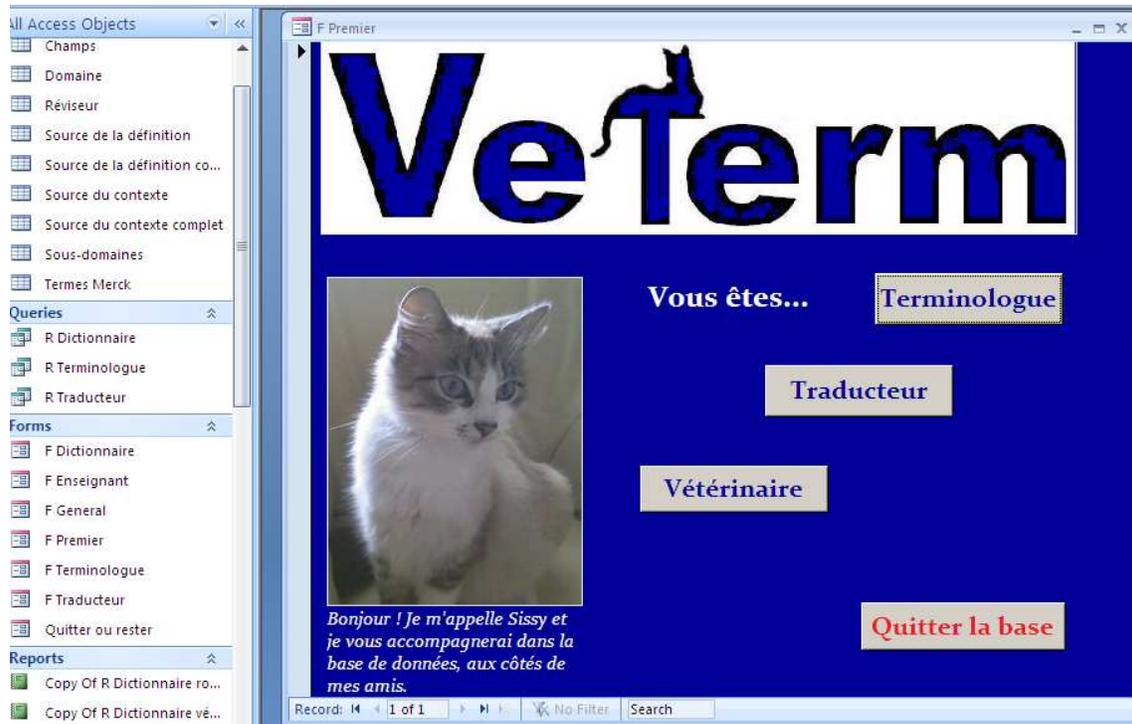 All Access Objects
Champs
Domaine
Réviseur
Source de la définition
Source de la définition co...
Source du contexte
Source du contexte complet
Sous-domaines
Termes Merck
Queries
R Dictionnaire
R Terminologue
R Traducteur
Forms
F Dictionnaire
F Enseignant
F General
F Premier
F Terminologue
F Traducteur
Quitter ou rester
Reports
Copy Of R Dictionnaire ro...
Copy Of R Dictionnaire vé...
F Premier
VeTerm
Vous êtes...
Terminologue
Traducteur
Vétérinaire
Quitter la base
Bonjour ! Je m'appelle Sissy et
je vous accompagnerai dans la
base de données, aux côtés de
mes amis.
Record: 1 of 1 No Filter Search